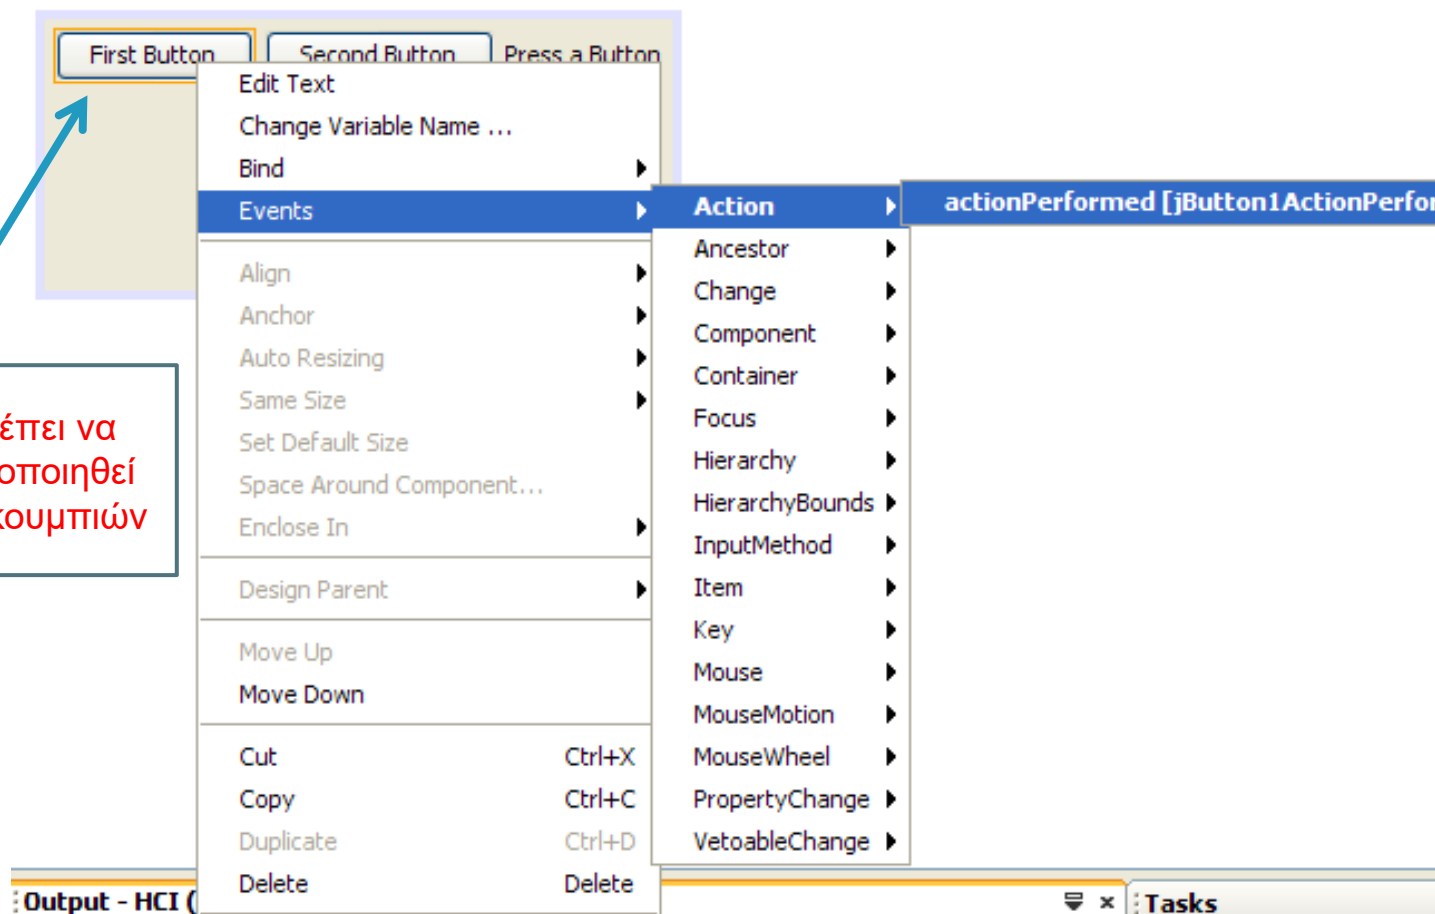 First Button
Second Button
Press a Button
Edit Text
Change Variable Name ...
Bind
Events
Align
Anchor
Auto Resizing
Same Size
Set Default Size
Space Around Component...
Enclose In
Design Parent
Move Up
Move Down
Cut Ctrl+X
Copy Ctrl+C
Duplicate Ctrl+D
Delete Delete
Action
Ancestor
Change
Component
Container
Focus
Hierarchy
HierarchyBounds
InputMethod
Item
Key
Mouse
MouseMotion
MouseWheel
PropertyChange
VetoableChange
actionPerformed [jButton1ActionPerfor
έπει να
οποιηθεί
κουμπιών
Output - HCI (
Tasks